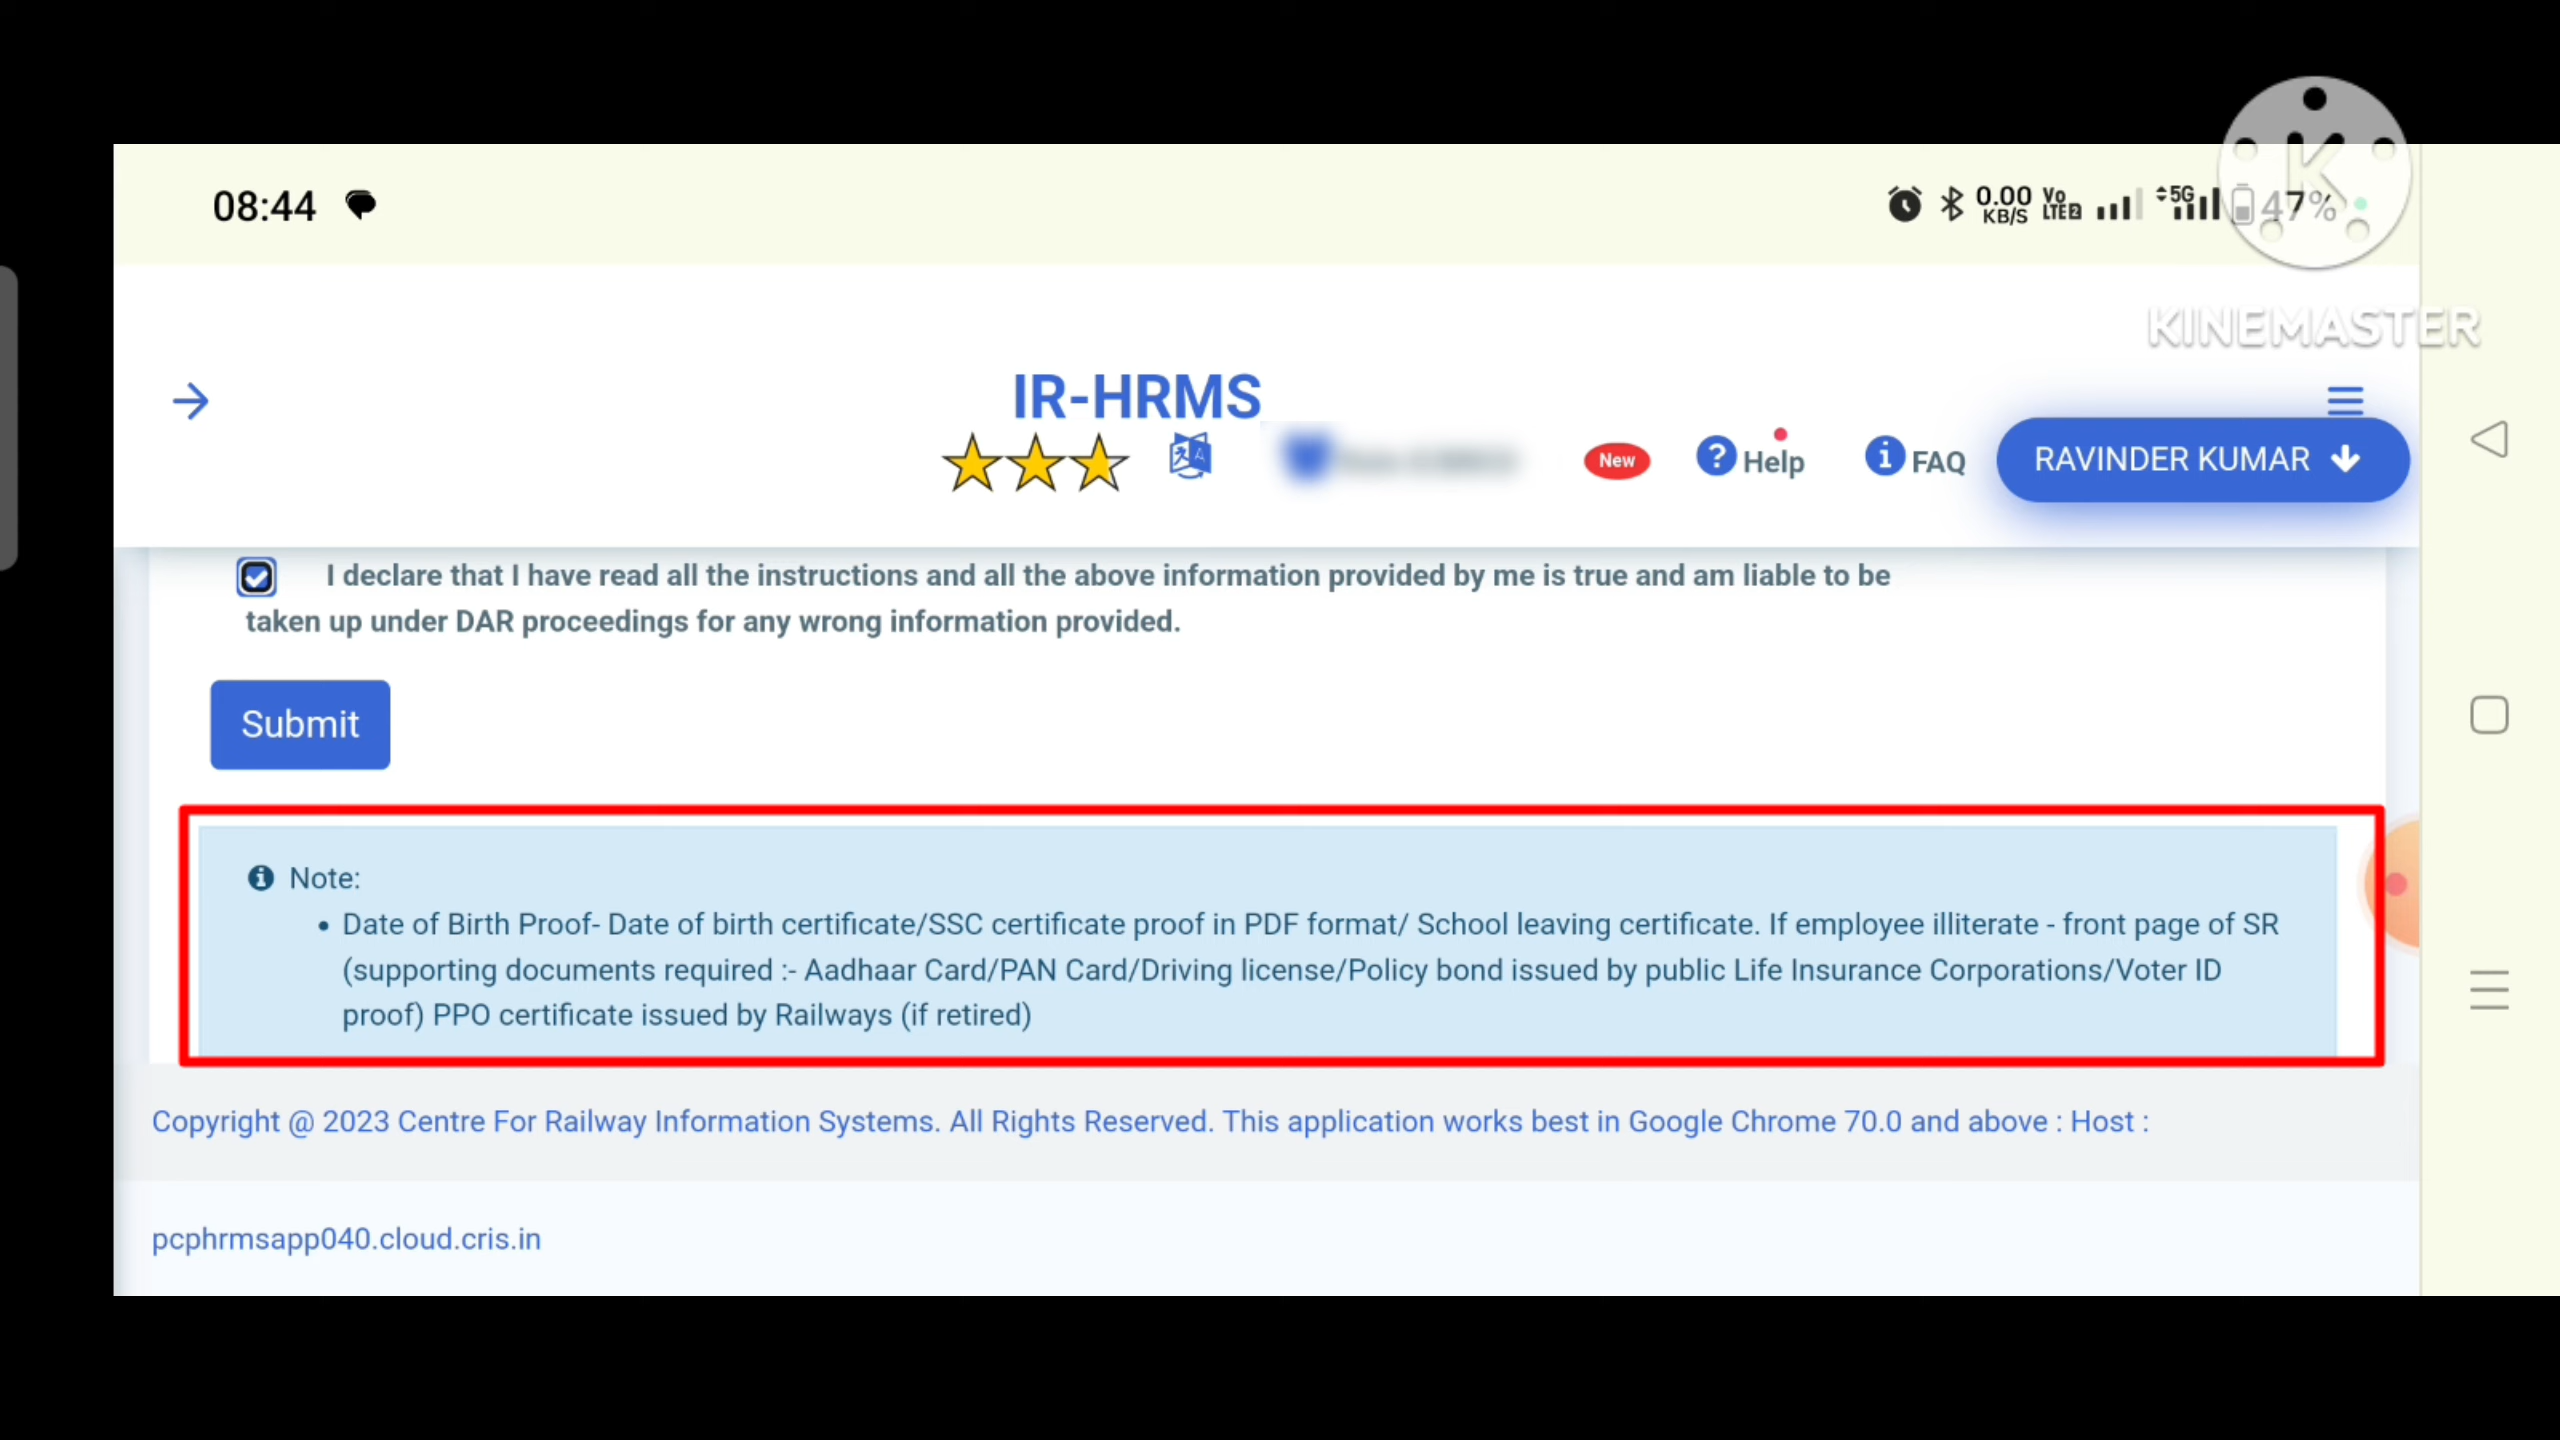 08:44
0.00 KB/S Vo LTE2 5G 47%
KINEMASTER
IR-HRMS
New Help FAQ RAVINDER KUMAR
I declare that I have read all the instructions and all the above information provided by me is true and am liable to be
taken up under DAR proceedings for any wrong information provided.
Submit
Note:
• Date of Birth Proof- Date of birth certificate/SSC certificate proof in PDF format/ School leaving certificate. If employee illiterate - front page of SR
(supporting documents required :- Aadhaar Card/PAN Card/Driving license/Policy bond issued by public Life Insurance Corporations/Voter ID
proof) PPO certificate issued by Railways (if retired)
Copyright @ 2023 Centre For Railway Information Systems. All Rights Reserved. This application works best in Google Chrome 70.0 and above : Host :
pcphrmsapp040.cloud.cris.in